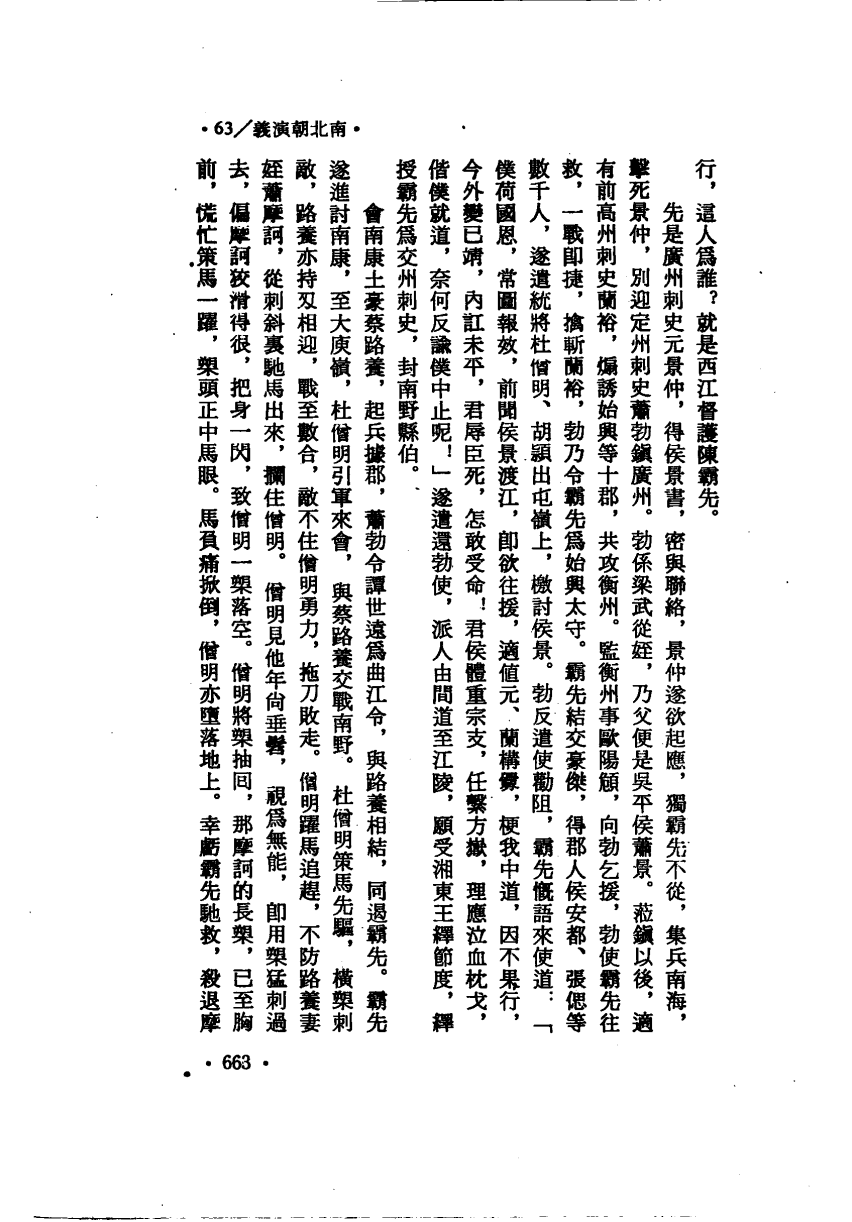 ·63／義演朝北南·
行，這人爲誰？就是西江督護陳霸先。
先是廣州刺史元景仲，得侯景書，密與聯絡，景仲遂欲起應，獨霸先不從，集兵南海，
擊死景仲，別迎定州刺史蕭勃鎭廣州。勃係梁武從姪，乃父便是吳平侯蕭景。蒞鎭以後，適
有前高州刺史蘭裕，煽誘始興等十郡，共攻衡州。監衡州事歐陽頠，向勃乞援，勃使霸先往
救，一戰卽捷，擒斬蘭裕，勃乃令霸先爲始興太守。霸先結交豪傑，得郡人侯安都、張偲等
數千人，遂遣統將杜僧明、胡穎出屯嶺上，檄討侯景。勃反遣使勸阻，霸先慨語來使道：「
僕荷國恩，常圖報效，前聞侯景渡江，卽欲往援，適値元、蘭構釁，梗我中道，因不果行，
今外變已靖，內訌未平，君辱臣死，怎敢受命！君侯體重宗支，任繫方嶽，理應泣血枕戈，
偕僕就道，奈何反諭僕中止呢！」遂遣還勃使，派人由間道至江陵，願受湘東王繹節度，繹
授霸先爲交州刺史，封南野縣伯。
會南康土豪蔡路養，起兵據郡，蕭勃令譚世遠爲曲江令，與路養相結，同遏霸先。霸先
遂進討南康，至大庾嶺，杜僧明引軍來會，與蔡路養交戰南野。杜僧明策馬先驅，橫槊刺
敵，路養亦持刄相迎，戰至數合，敵不住僧明勇力，拖刀敗走。僧明躍馬追趕，不防路養妻
姪蕭摩訶，從刺斜裏馳馬出來，攔住僧明。僧明見他年尙垂髫，視爲無能，卽用槊猛刺過
去，偏摩訶狡滑得很，把身一閃，致僧明一槊落空。僧明將槊抽回，那摩訶的長槊，已至胸
前，慌忙策馬一躍，槊頭正中馬眼。馬負痛掀倒，僧明亦墮落地上。幸虧霸先馳救，殺退摩
·663·